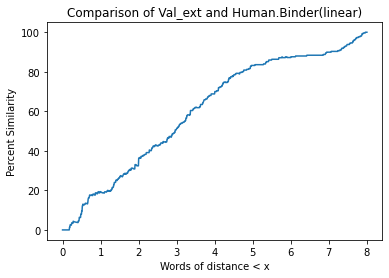 Comparison of Val_ext and Human.Binder(linear)
100
80
60
40
20
0
Percent Similarity
0 1 2 3 4 5 6 7 8
Words of distance < x